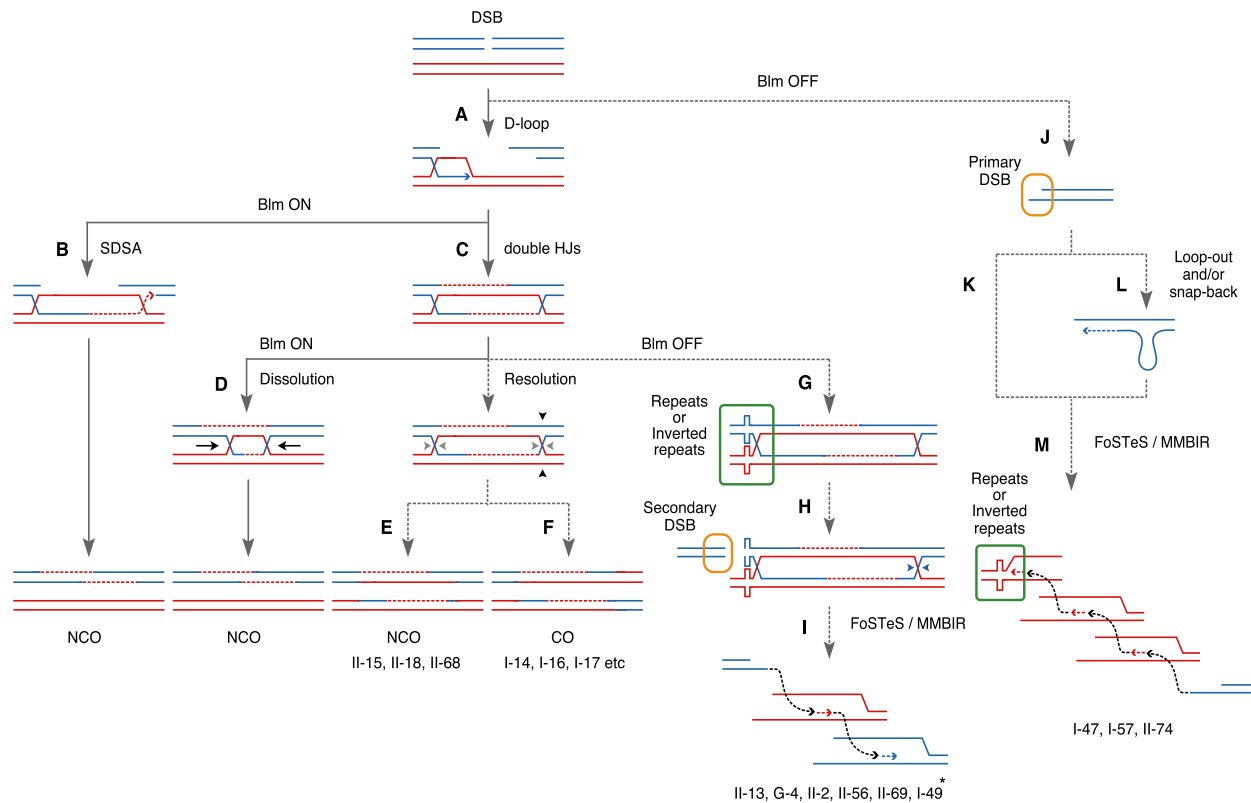 DSB
Blm OFF
A
D-loop
J
Primary
DSB
Blm ON
B
SDSA
C
double HJs
K
L
Loop-out
and/or
snap-back
Blm ON
Blm OFF
D
Dissolution
Resolution
G
Repeats
or
Inverted
repeats
M
FoSTeS / MMBIR
Repeats
or
Inverted
repeats
Secondary
DSB
H
E
F
I
FoSTeS / MMBIR
NCO
NCO
NCO
CO
II-15, II-18, II-68
I-14, I-16, I-17 etc
I-47, I-57, II-74
II-13, G-4, II-2, II-56, II-69, I-49*